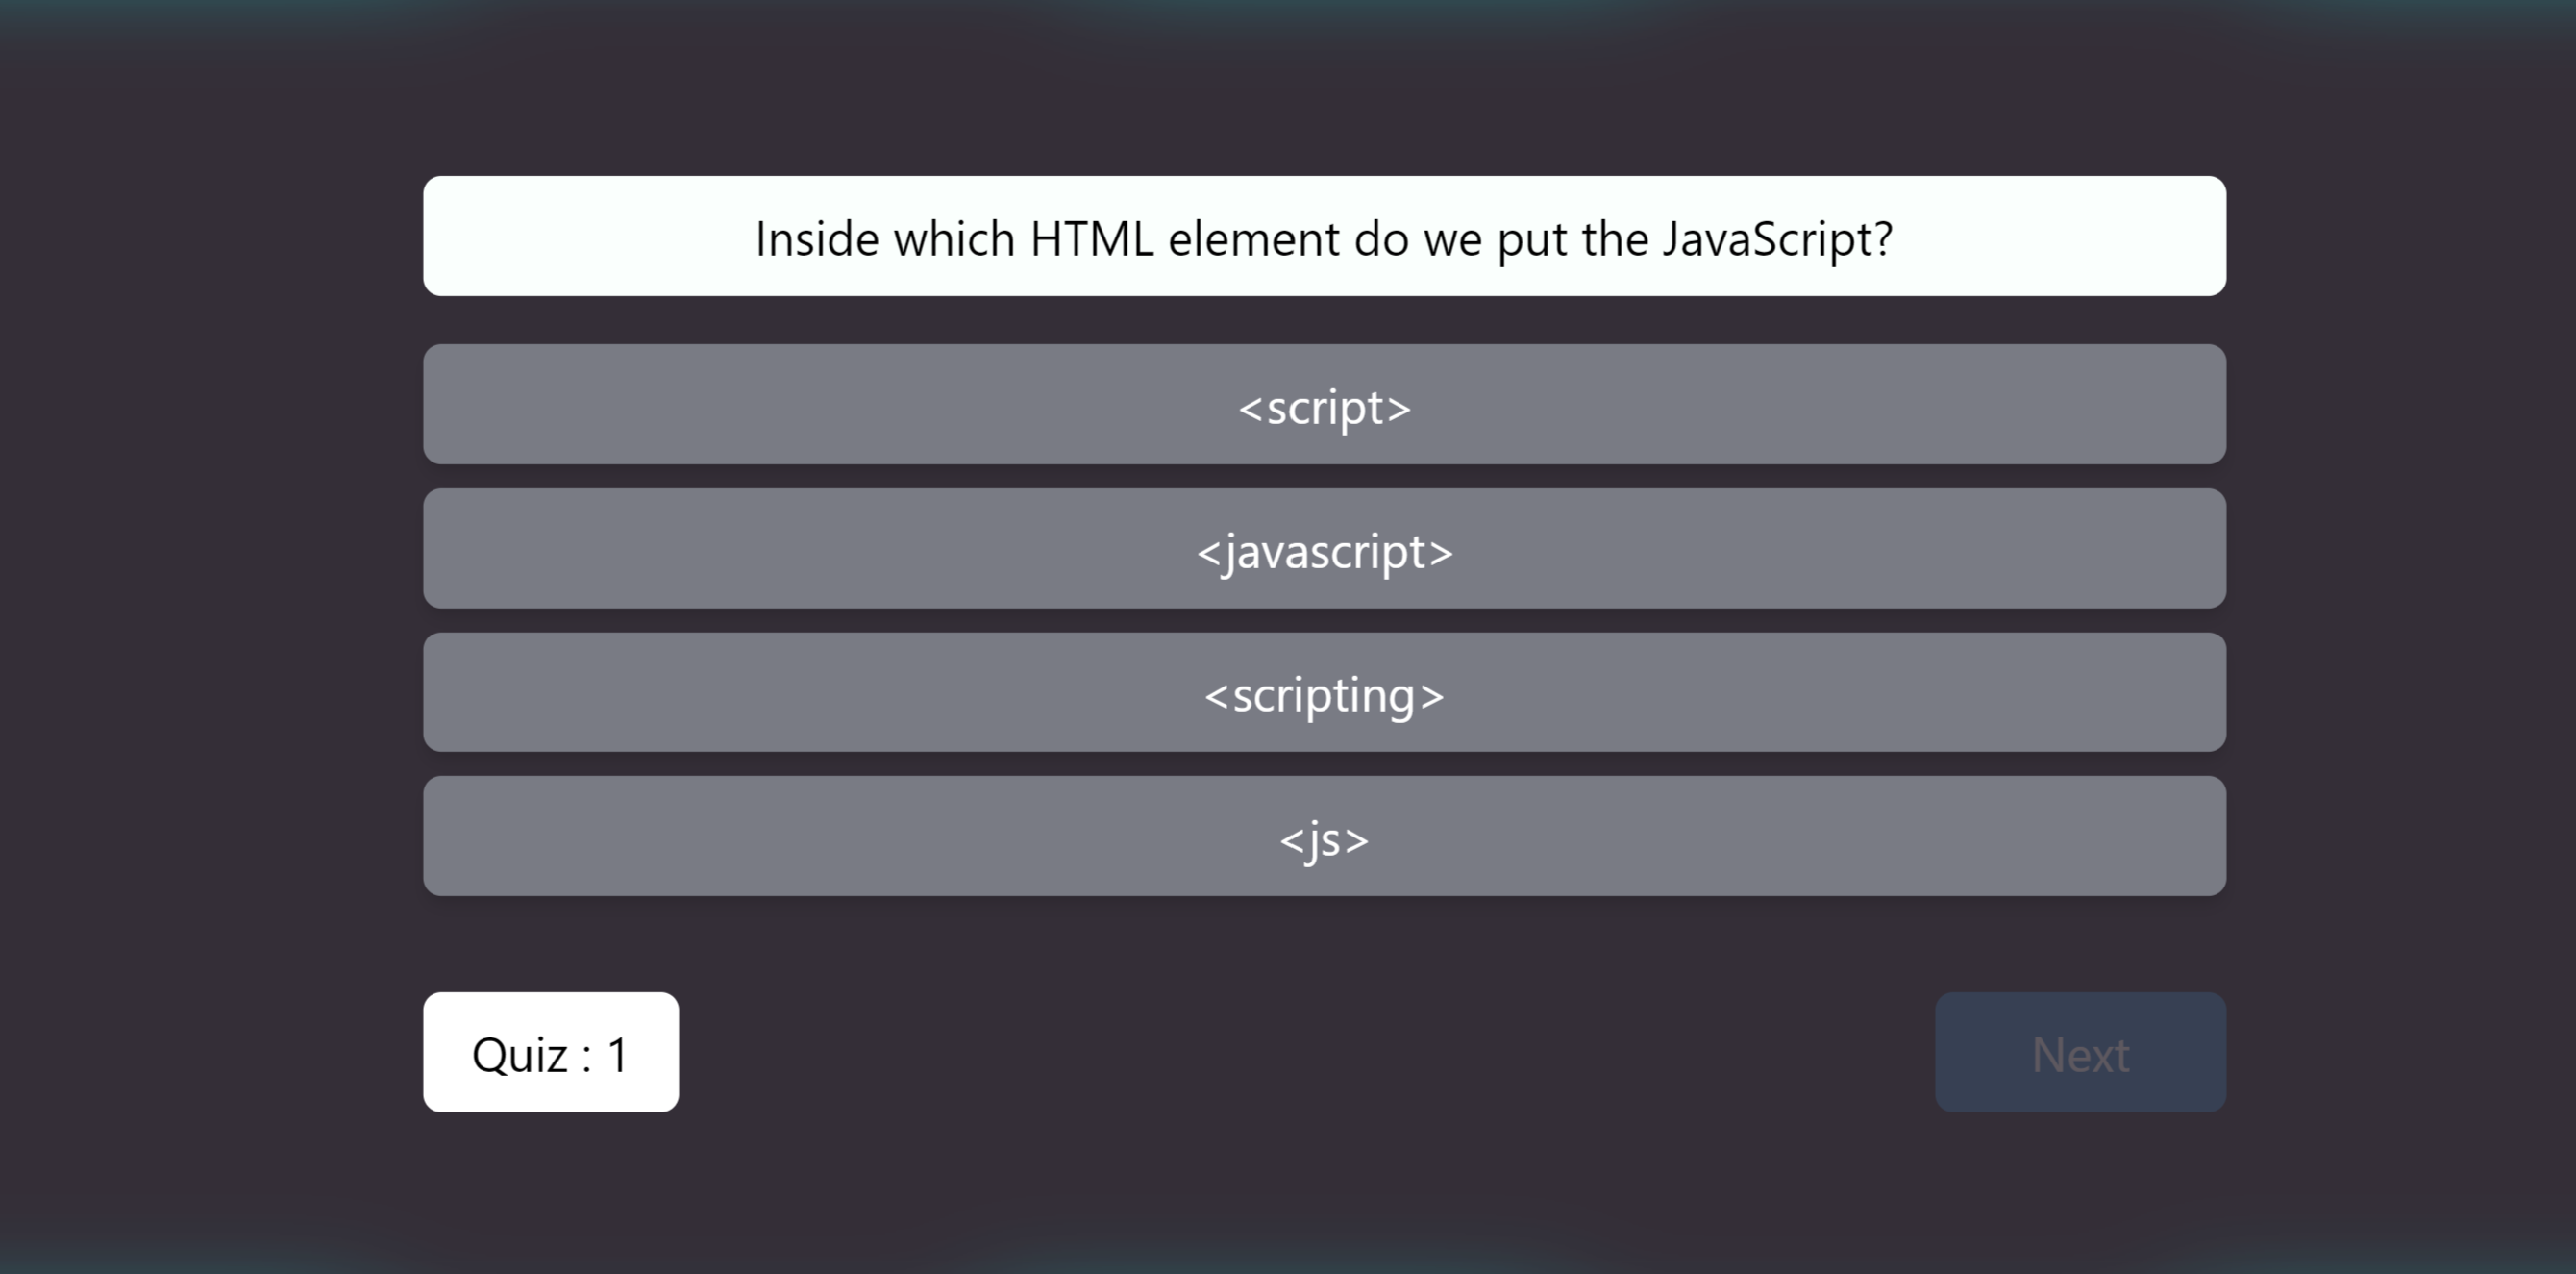 Inside which HTML element do we put the JavaScript?
<script>
<javascript>
<scripting>
<js>
Quiz : 1
Next